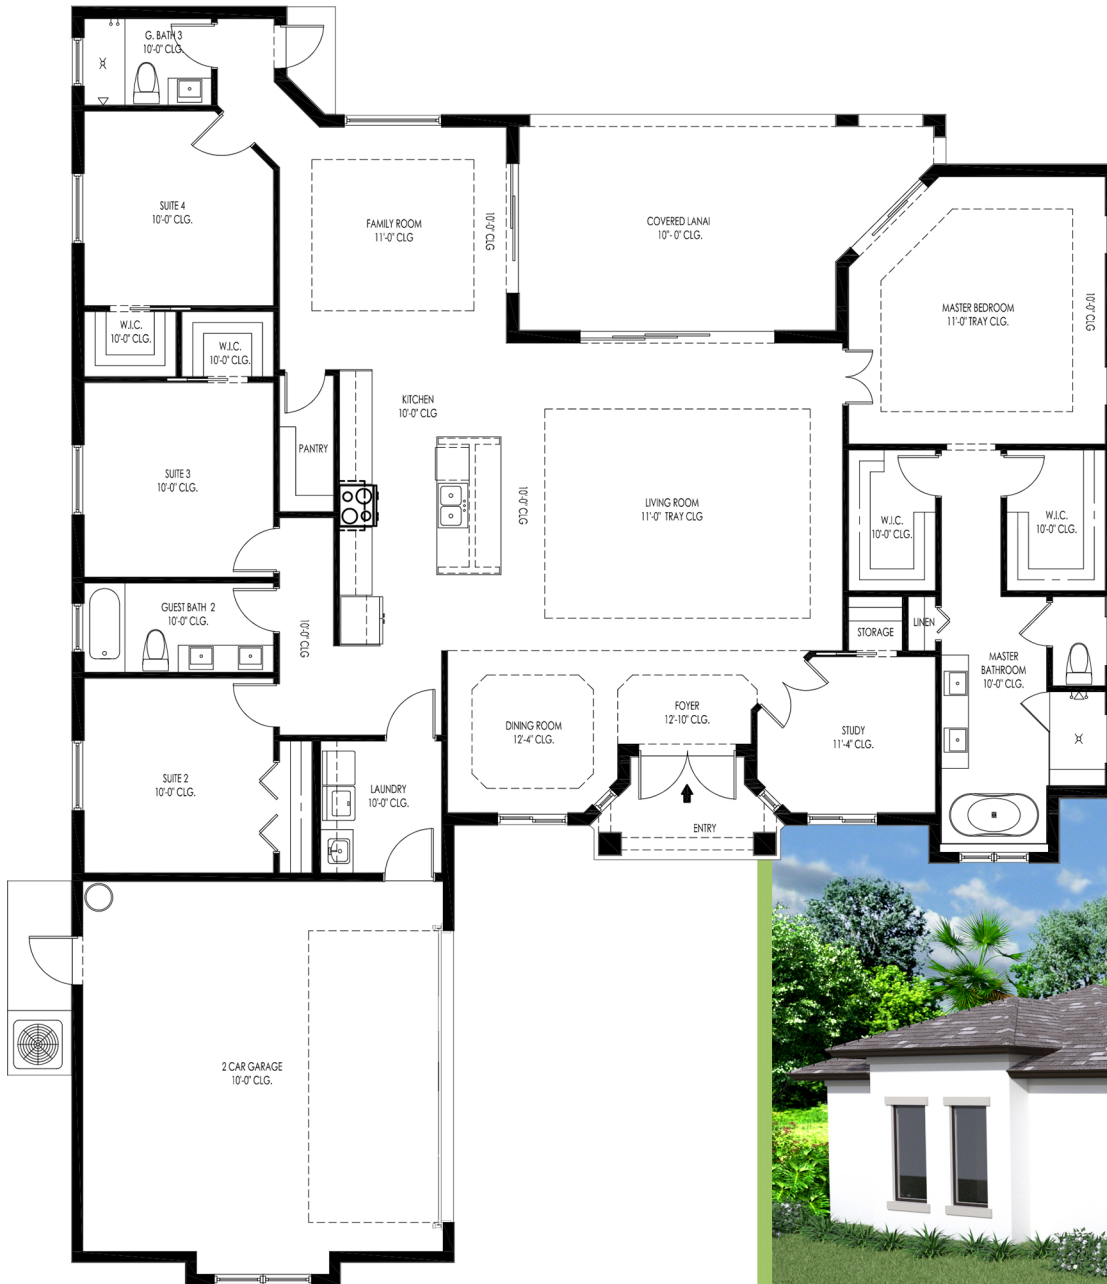 G. BATH 3
10'-0" CLG.
SUITE 4
10'-0" CLG.
FAMILY ROOM
11'-0" CLG
10'-0" CLG
COVERED LANAI
10"- 0" CLG.
MASTER BEDROOM
11'-0" TRAY CLG.
10'-0" CLG
W.I.C.
10'-0" CLG.
W.I.C.
10'-0" CLG.
KITCHEN
10'-0" CLG
PANTRY
SUITE 3
10'-0" CLG.
10'-0" CLG
LIVING ROOM
11'-0" TRAY CLG
W.I.C.
10'-0" CLG.
W.I.C.
10'-0" CLG.
GUEST BATH 2
10'-0" CLG.
10'-0" CLG
STORAGE
LINEN
MASTER
BATHROOM
10'-0" CLG.
DINING ROOM
12'-4" CLG.
FOYER
12'-10" CLG.
STUDY
11'-4" CLG.
SUITE 2
10'-0" CLG.
LAUNDRY
10'-0" CLG.
ENTRY
2 CAR GARAGE
10'-0" CLG.